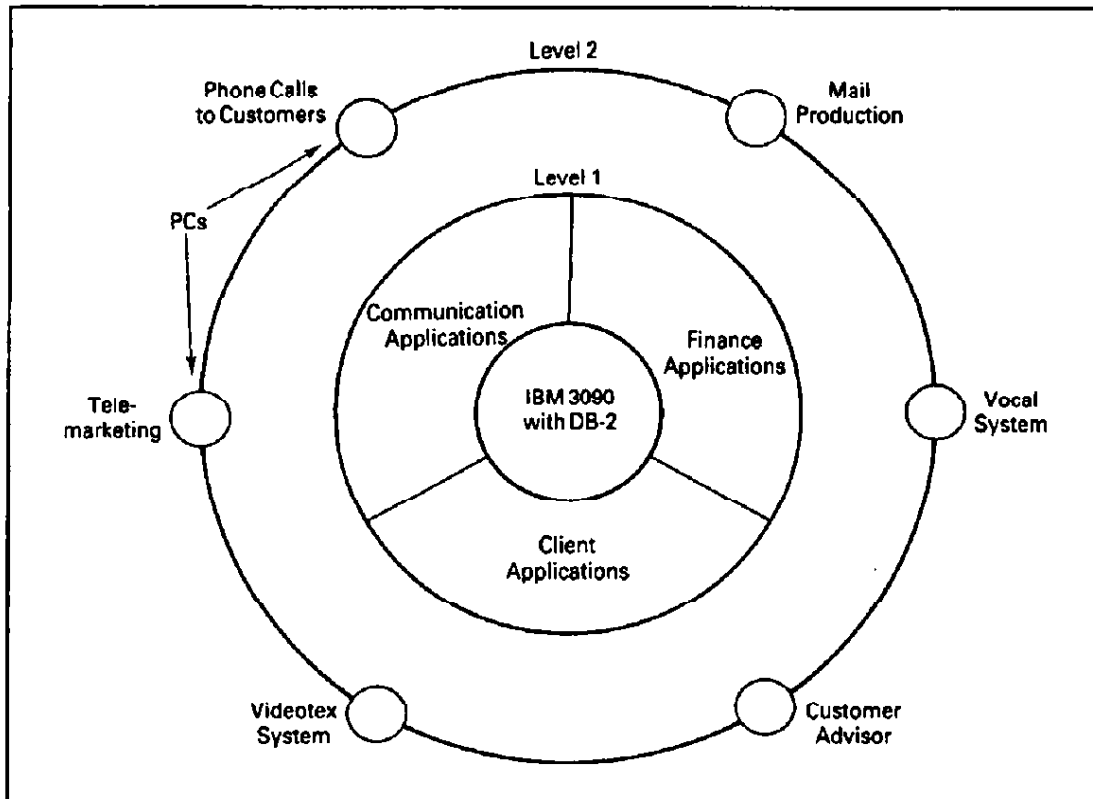 Level 2
Phone Calls
to Customers
Mail
Production
Level 1
PCs
Communication
Applications
Finance
Applications
IBM 3090
with DB-2
Tele-
marketing
Vocal
System
Client
Applications
Videotex
System
Customer
Advisor